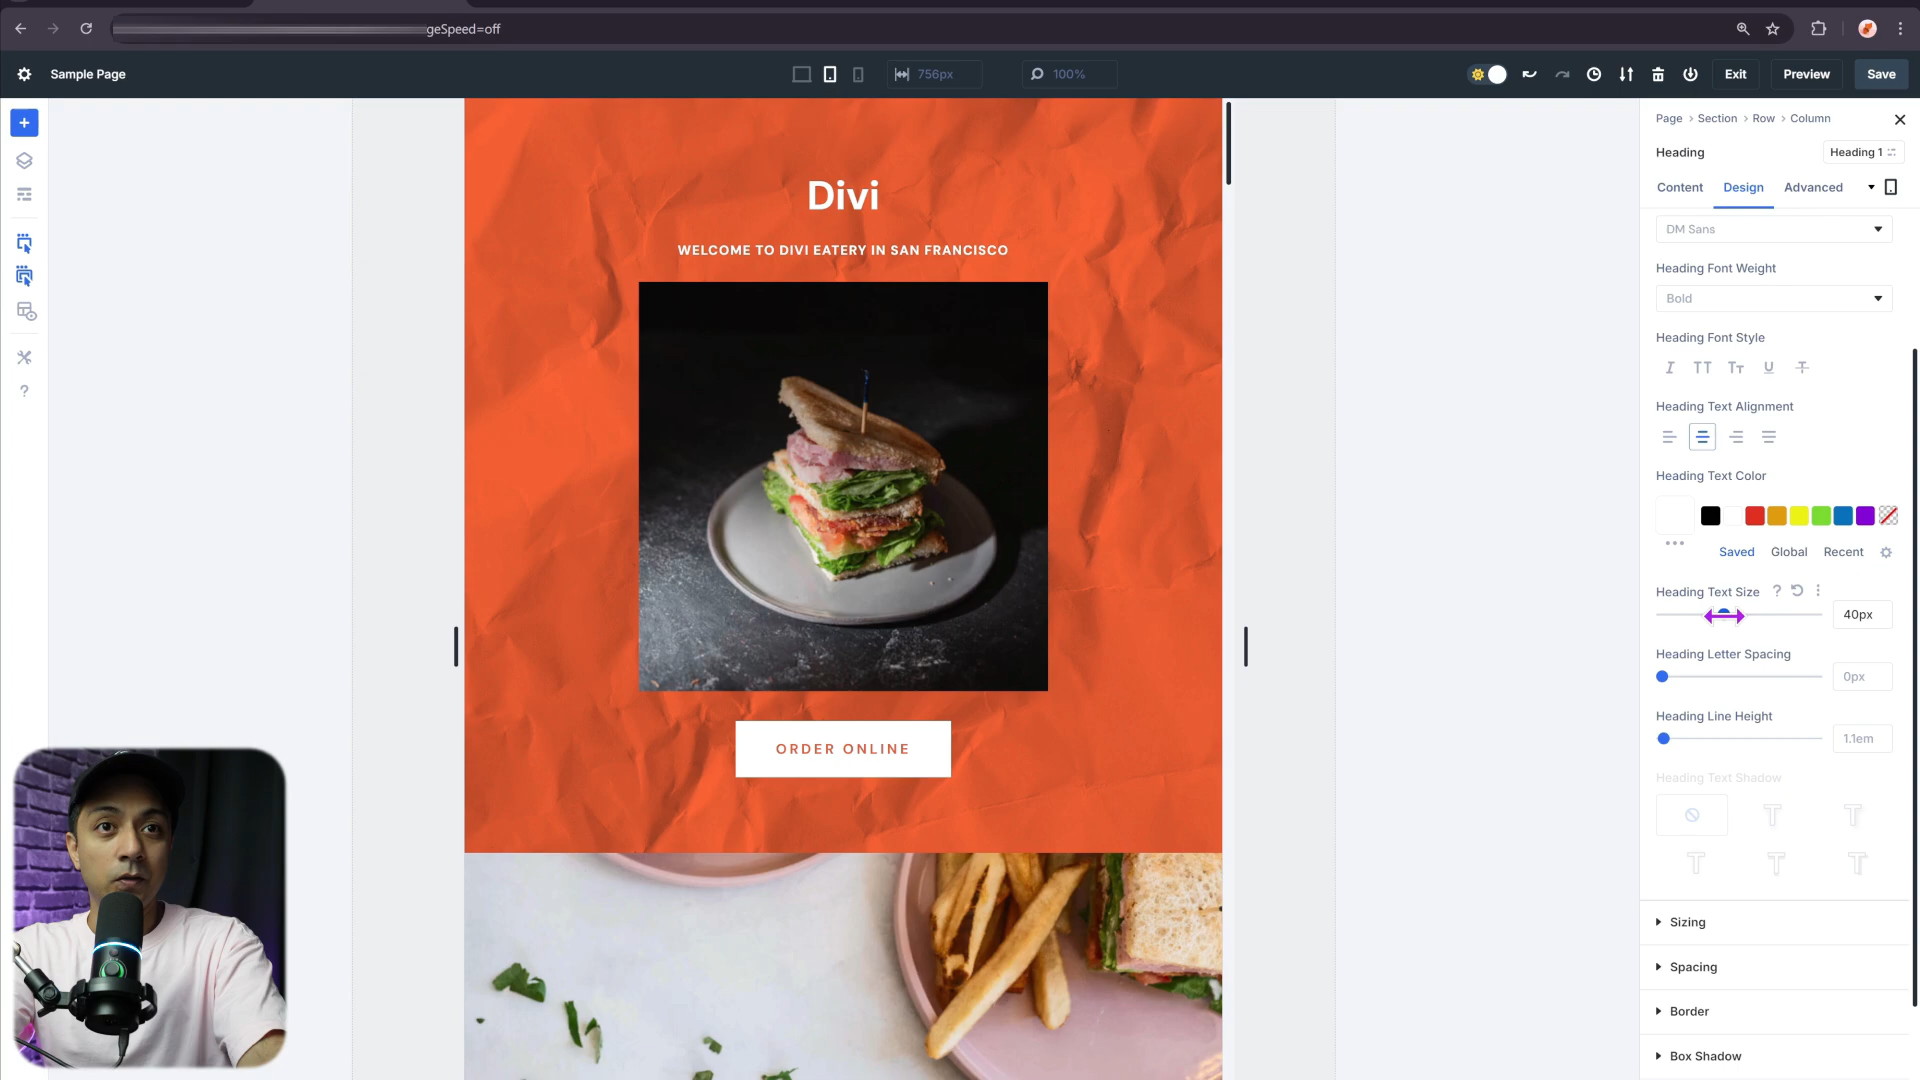 geSpeed=off
Sample Page
756px
100%
Exit
Preview
Save
Page > Section > Row > Column
Heading
Heading 1
Content
Design
Advanced
DM Sans
Heading Font Weight
Bold
Heading Font Style
I TT Tт U T
Heading Text Alignment
Heading Text Color
Saved
Global
Recent
Heading Text Size
?
40px
Heading Letter Spacing
0px
Heading Line Height
1.1em
Heading Text Shadow
T T
T T T
Sizing
Spacing
Border
Box Shadow
Divi
WELCOME TO DIVI EATERY IN SAN FRANCISCO
ORDER ONLINE